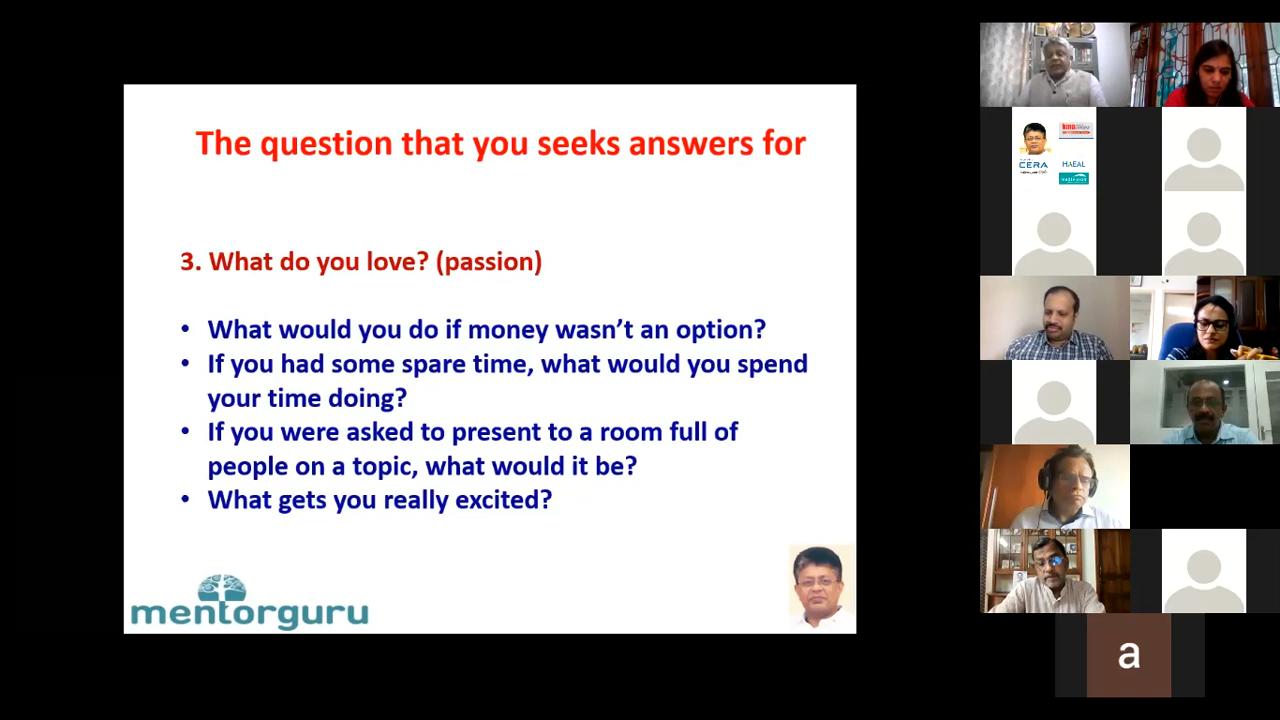 The question that you seeks answers for
3. What do you love? (passion)
• What would you do if money wasn't an option?
• If you had some spare time, what would you spend
your time doing?
• If you were asked to present to a room full of
people on a topic, what would it be?
• What gets you really excited?
mentorguru
CERA
a